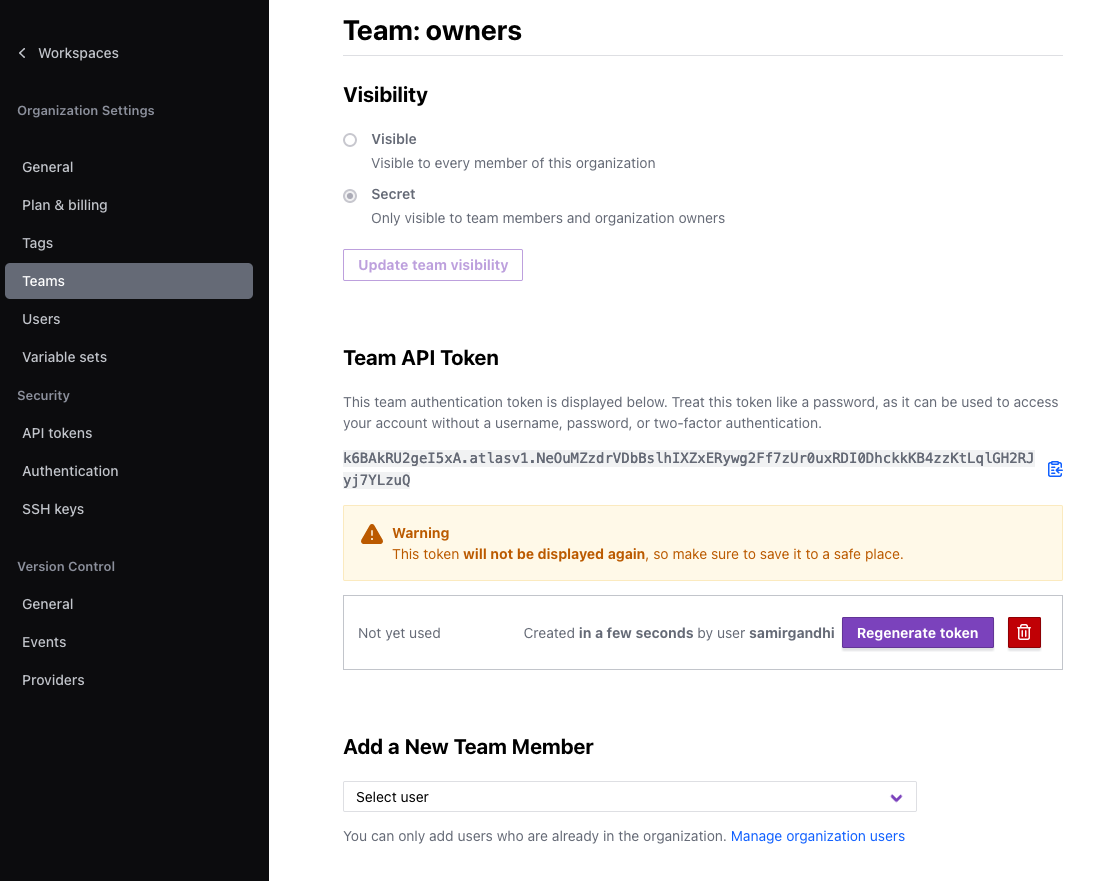 Workspaces
Organization Settings
General
Plan & billing
Tags
Teams
Users
Variable sets
Security
API tokens
Authentication
SSH keys
Version Control
General
Events
Providers
Team: owners
Visibility
Visible
Visible to every member of this organization
Secret
Only visible to team members and organization owners
Update team visibility
Team API Token
This team authentication token is displayed below. Treat this token like a password, as it can be used to access
your account without a username, password, or two-factor authentication.
k6BAkRU2geI5xA.atlasv1.NeOuMZzdrVDbBslhIXZxERywg2Ff7zUr0uxRDI0DhckkKB4zzKtLqlGH2RJ
yj7YLzuQ
Warning
This token will not be displayed again, so make sure to save it to a safe place.
Not yet used
Created in a few seconds by user samirgandhi
Regenerate token
Add a New Team Member
Select user
You can only add users who are already in the organization. Manage organization users